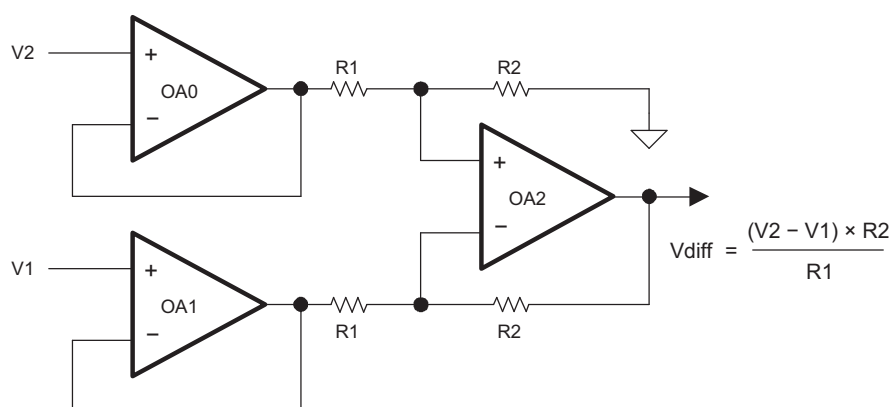 V2
+
OA0
−
R1
R2
+
OA2
−
Vdiff = (V2 − V1) × R2
R1
V1
+
OA1
−
R1
R2